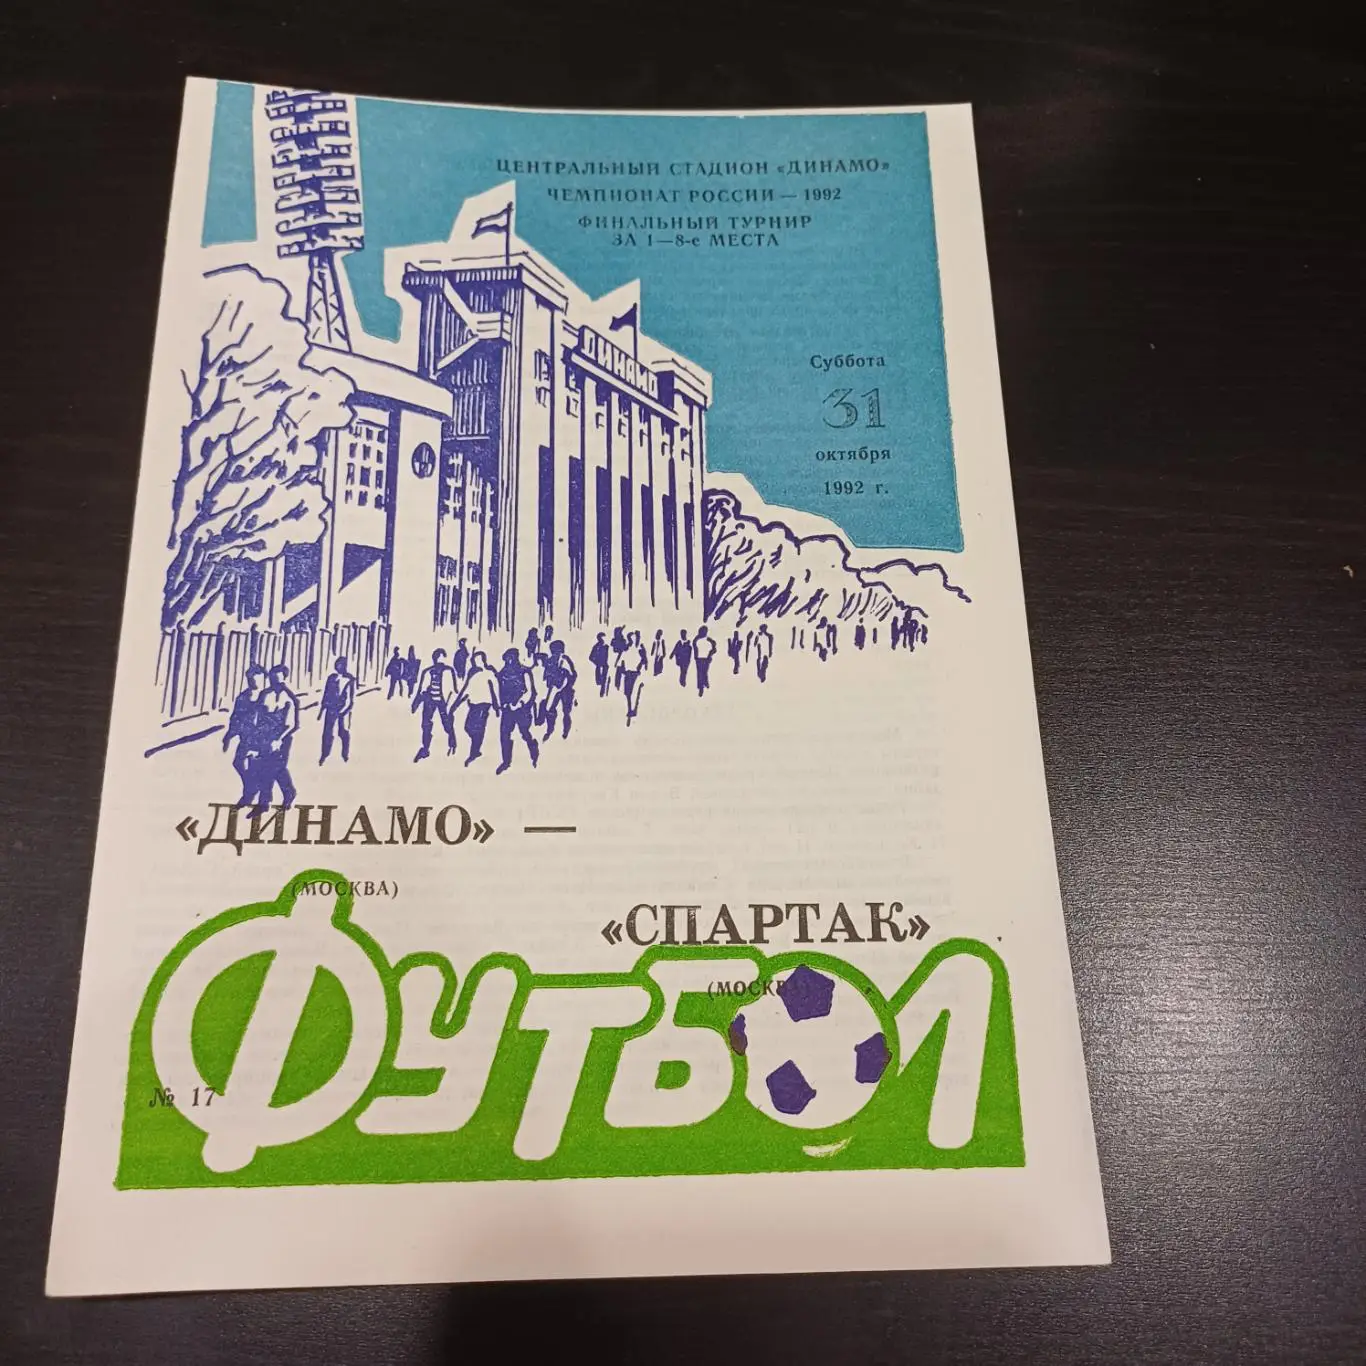 ЦЕНТРАЛЬНЫЙ СТАДИОН «ДИНАМО»
ЧЕМПИОНАТ РОССИИ — 1992
ФИНАЛЬНЫЙ ТУРНИР
ЗА 1—8-е МЕСТА
ДИНАМО
Суббота
31
октября
1992 г.
«ДИНАМО» —
(МОСКВА)
«СПАРТАК»
(МОСКВА)
ФУТБОЛ
№ 17